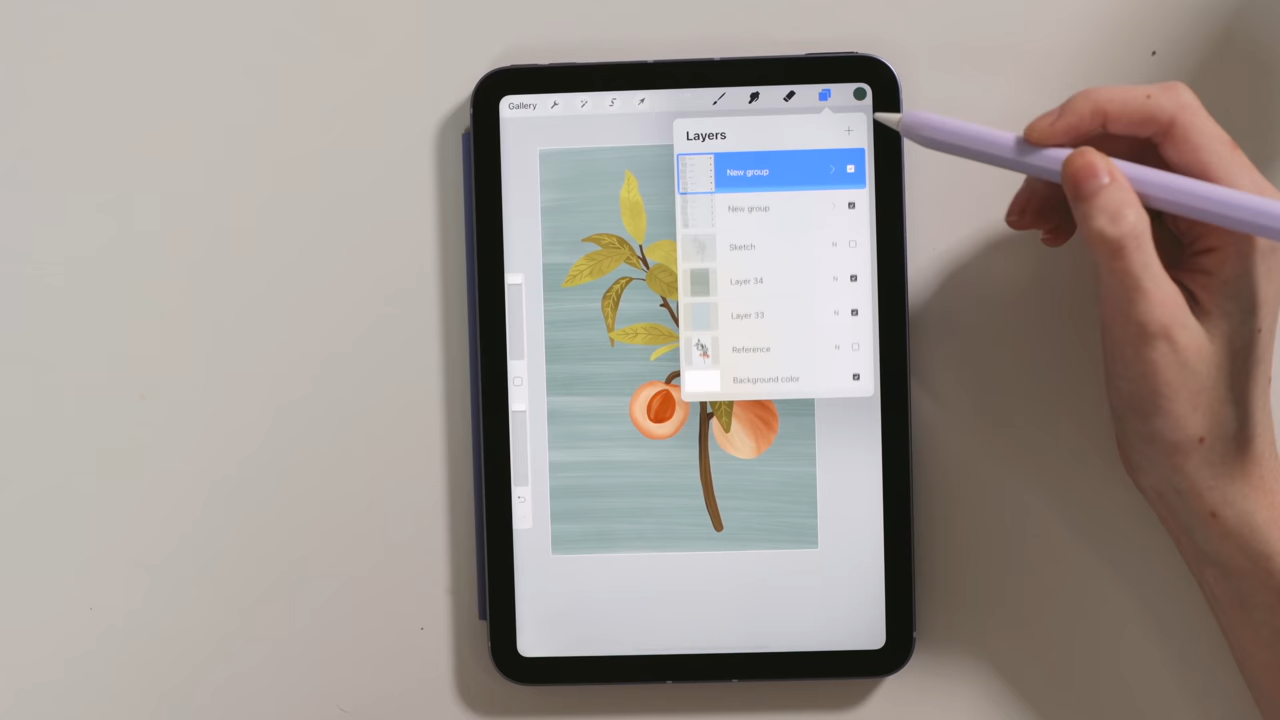 Gallery
Layers
New group
New group
Sketch N
Layer 34 N
Layer 33 N
Reference N
Background color